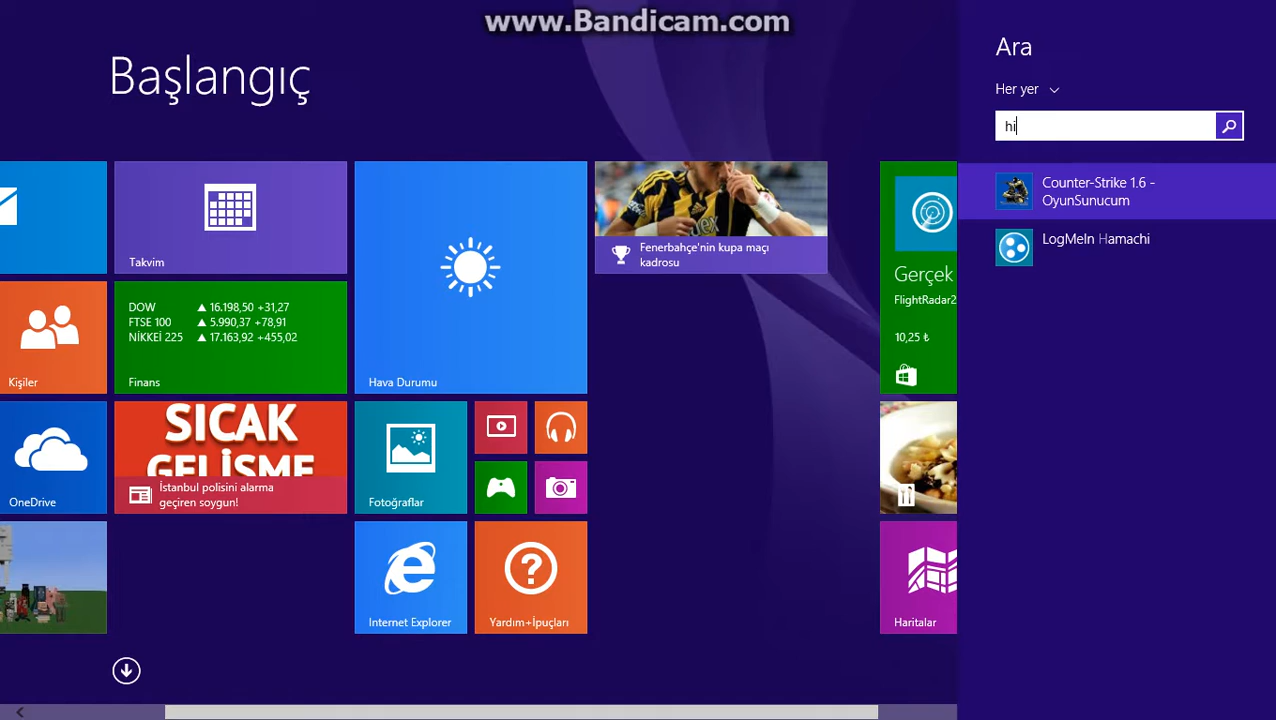 www.Bandicam.com
Başlangıç
Ara
Her yer
hi
Counter-Strike 1.6 -
OyunSunucum
LogMeIn Hamachi
Takvim
Fenerbahçe'nin kupa maçı
kadrosu
Gerçek
FlightRadar2
10,25 ₺
Kişiler
DOW ▲ 16.198,50 +31,27
FTSE 100 ▲ 5.990,37 +78,91
NİKKEİ 225 ▲ 17.163,92 +455,02
Finans
Hava Durumu
OneDrive
SICAK
GELİŞME
İstanbul polisini alarma
geçiren soygun!
Fotoğraflar
Internet Explorer
Yardım+İpuçları
Haritalar